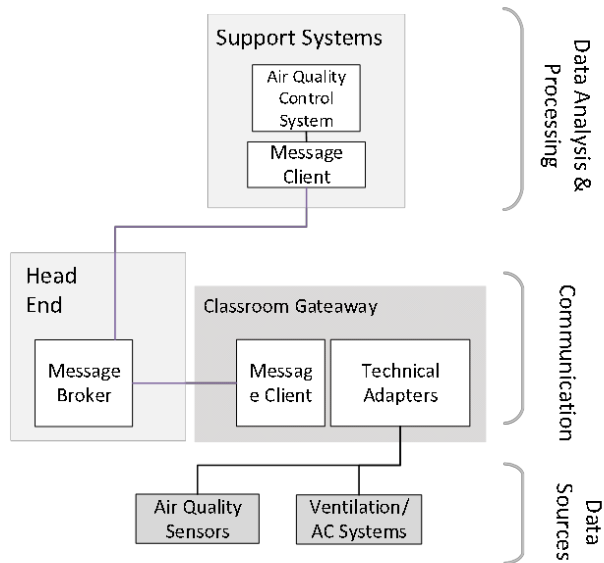 Support Systems
Air Quality
Control
System
Message
Client
Data Analysis &
Processing
Head
End
Message
Broker
Classroom Gateaway
Messag
e Client
Technical
Adapters
Communication
Air Quality
Sensors
Ventilation/
AC Systems
Data
Sources